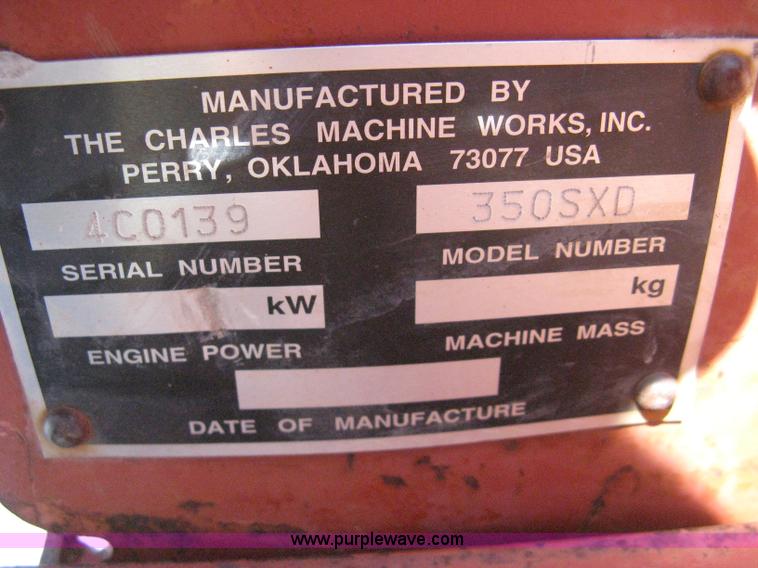 MANUFACTURED BY
THE CHARLES MACHINE WORKS, INC.
PERRY, OKLAHOMA 73077 USA
4C0139 350SXD
SERIAL NUMBER MODEL NUMBER
kW kg
ENGINE POWER MACHINE MASS
DATE OF MANUFACTURE
www.purplewave.com